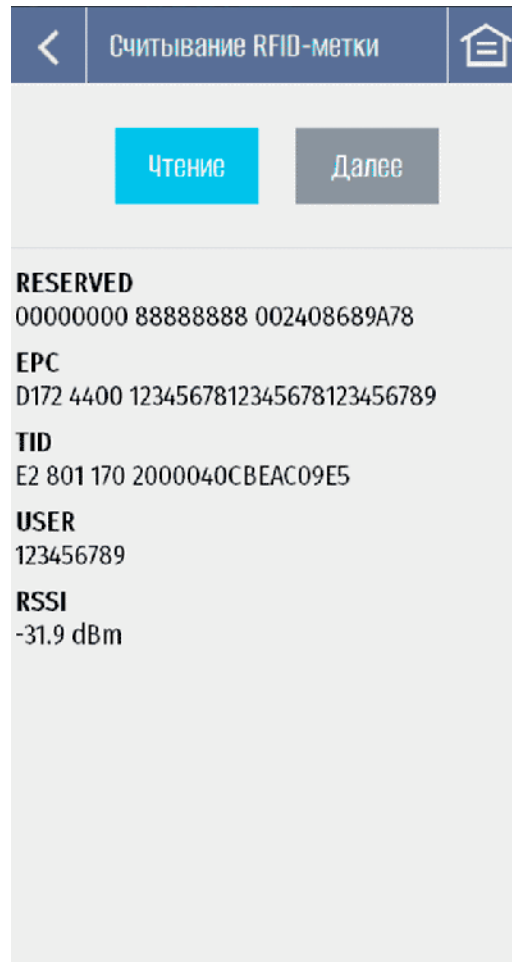 Считывание RFID-метки
Чтение
Далее
RESERVED
00000000 88888888 002408689A78
EPC
D172 4400 1234567812345678123456789
TID
E2 801 170 2000040CBEAC09E5
USER
123456789
RSSI
-31.9 dBm